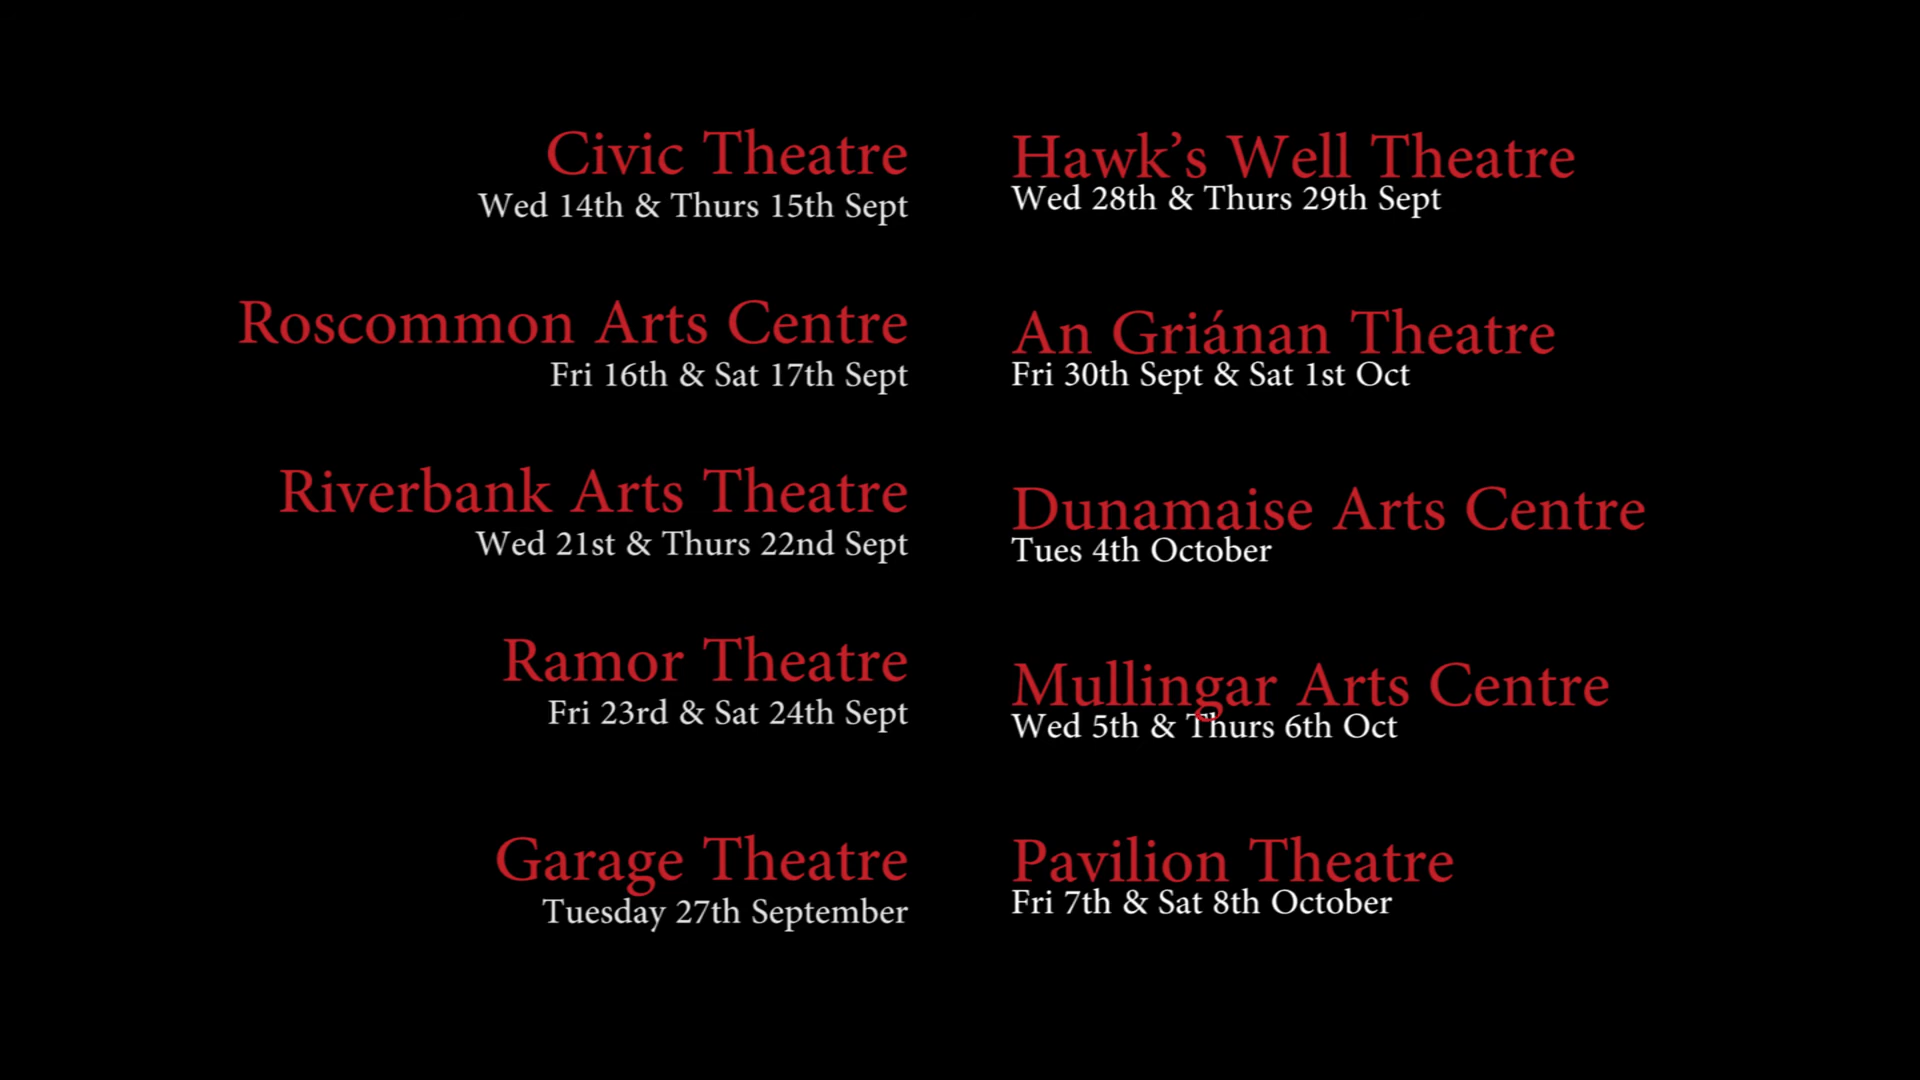 Civic Theatre
Wed 14th & Thurs 15th Sept
Roscommon Arts Centre
Fri 16th & Sat 17th Sept
Riverbank Arts Theatre
Wed 21st & Thurs 22nd Sept
Ramor Theatre
Fri 23rd & Sat 24th Sept
Garage Theatre
Tuesday 27th September
Hawk’s Well Theatre
Wed 28th & Thurs 29th Sept
An Griánan Theatre
Fri 30th Sept & Sat 1st Oct
Dunamaise Arts Centre
Tues 4th October
Mullingar Arts Centre
Wed 5th & Thurs 6th Oct
Pavilion Theatre
Fri 7th & Sat 8th October